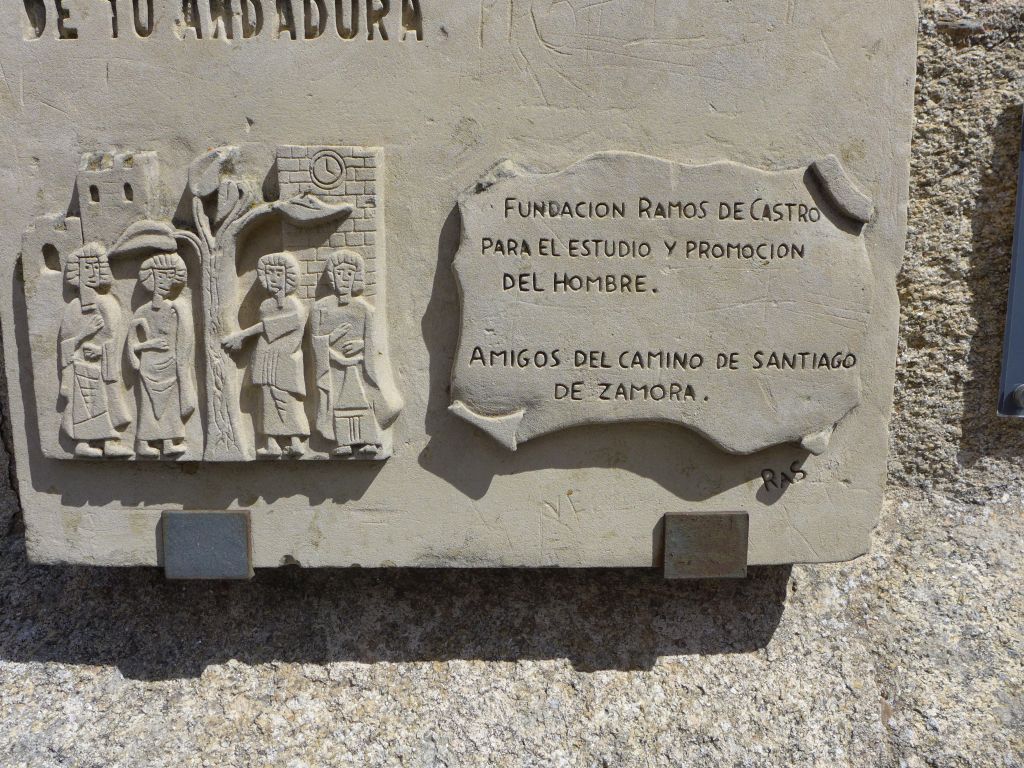 DE TU ANDADURA
FUNDACION RAMOS DE CASTRO
PARA EL ESTUDIO Y PROMOCION
DEL HOMBRE.
AMIGOS DEL CAMINO DE SANTIAGO
DE ZAMORA.
RAS